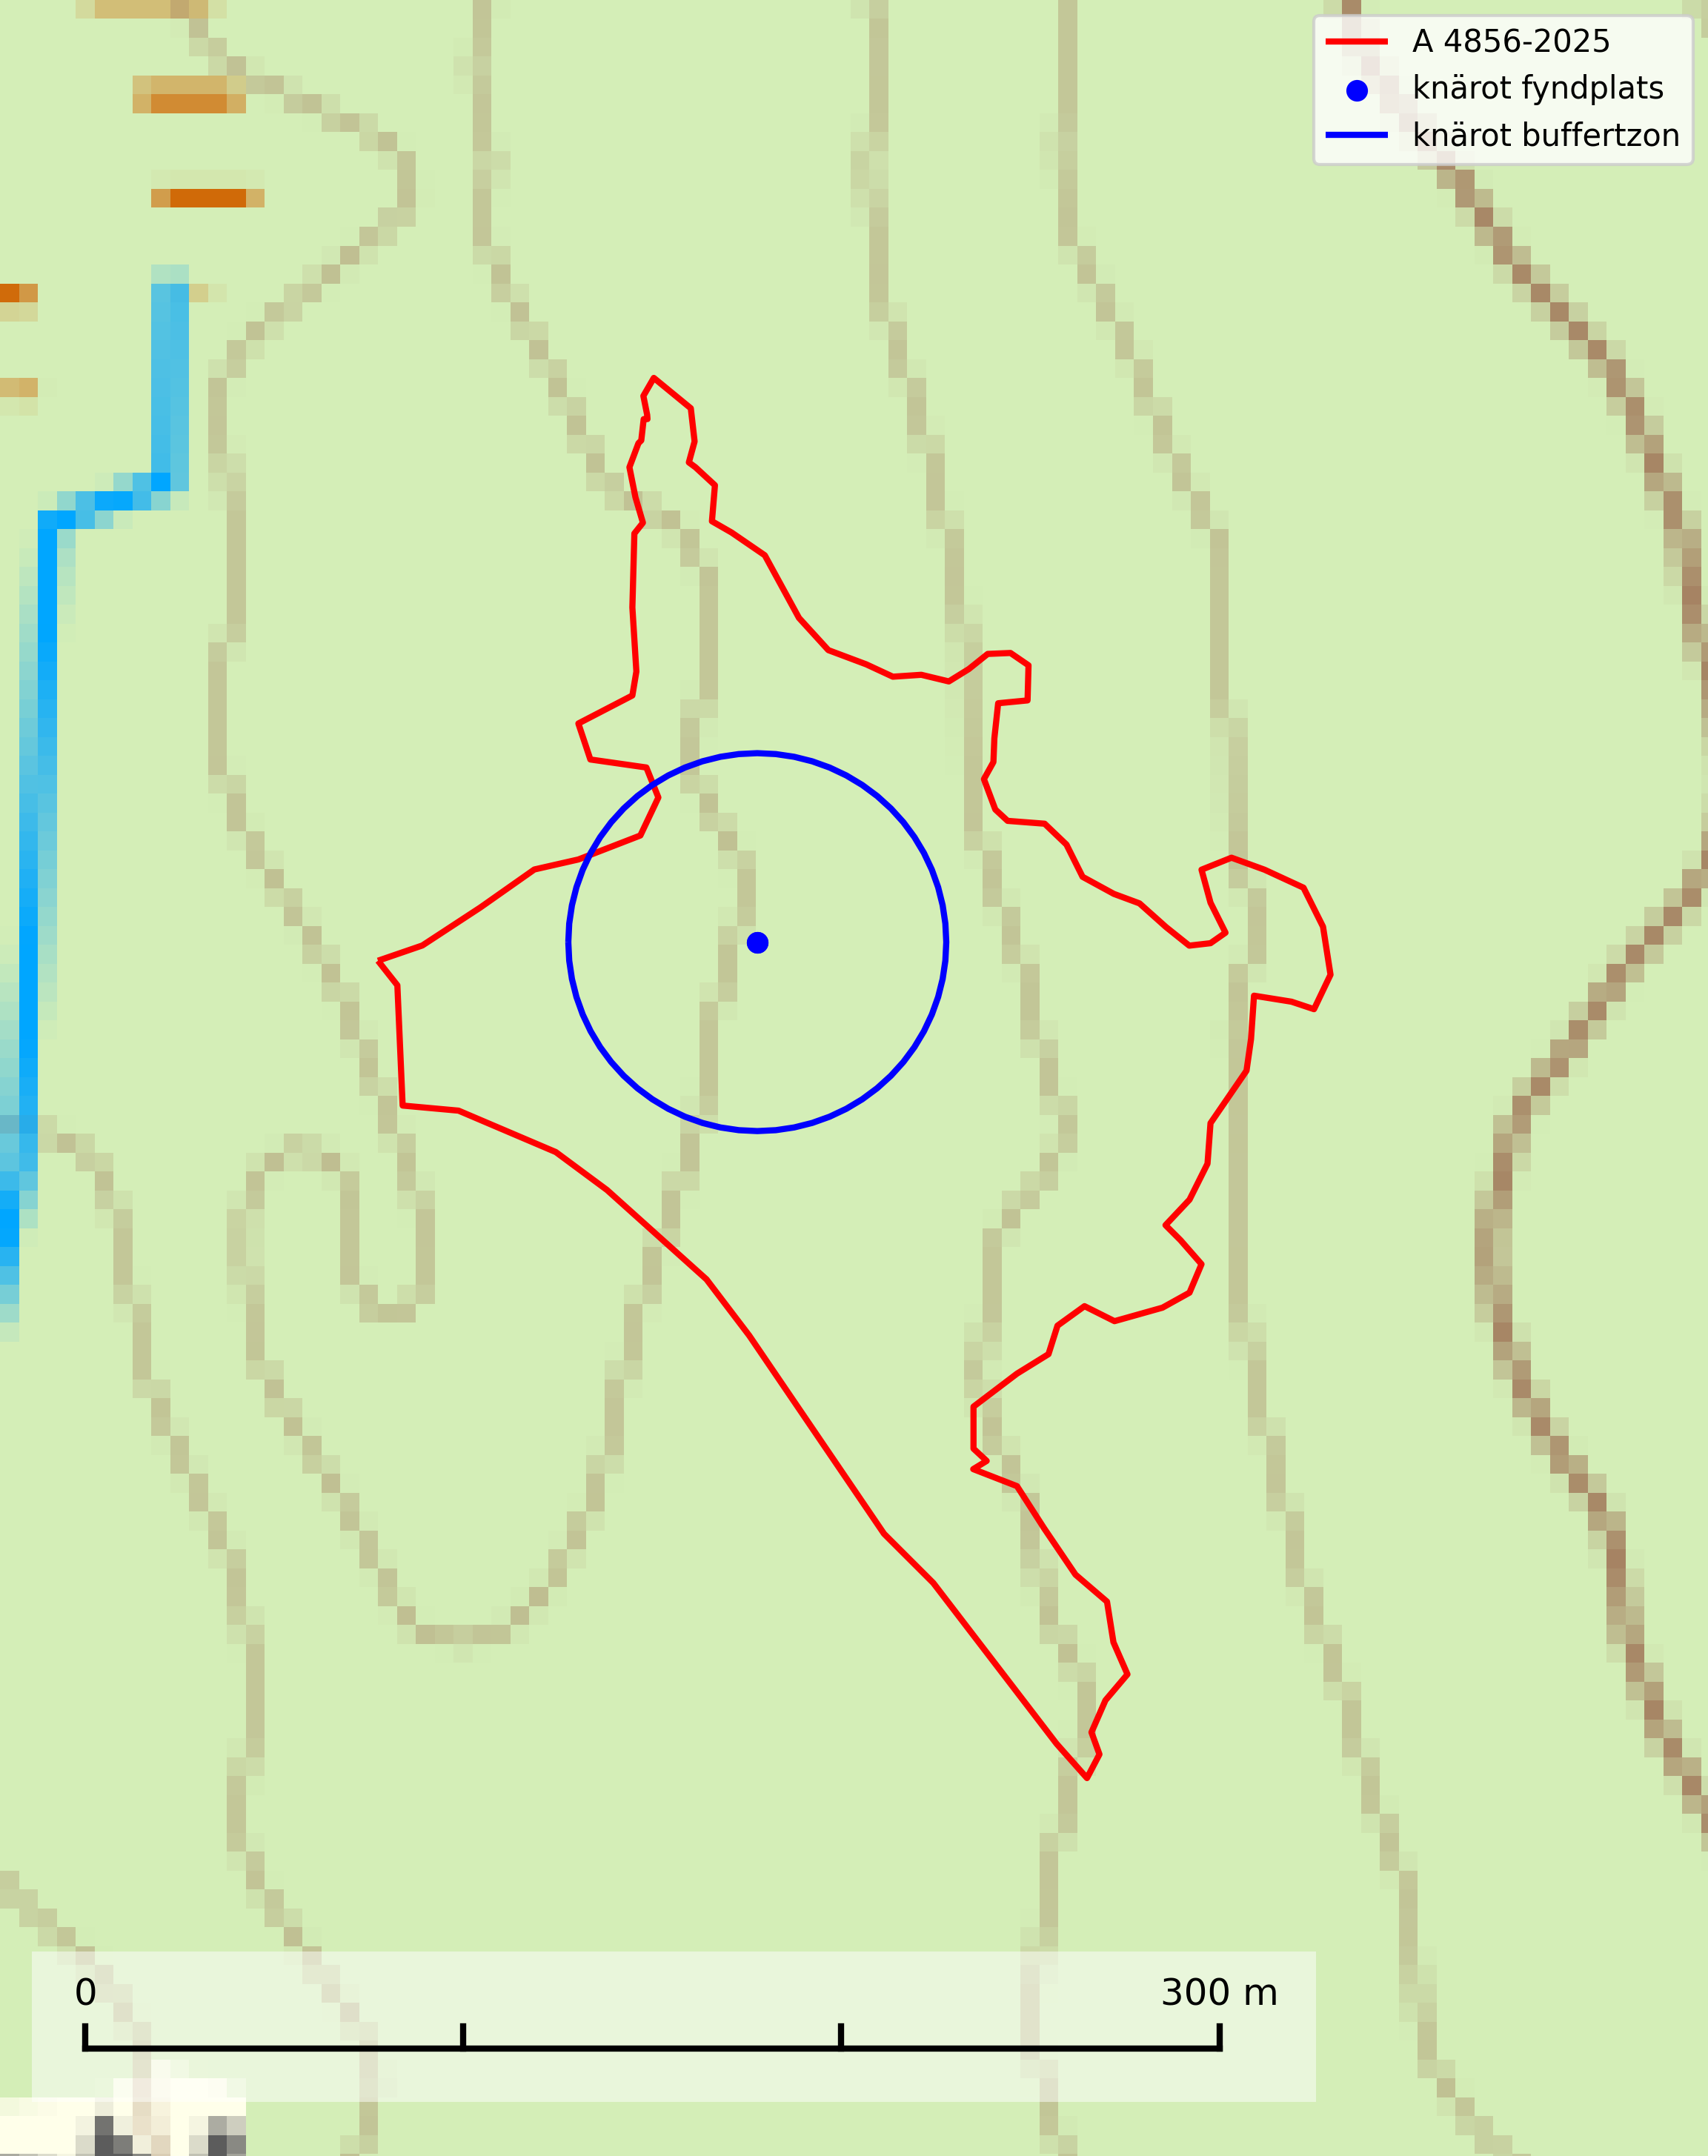 A 4856-2025
knärot fyndplats
knärot buffertzon
0 300 m